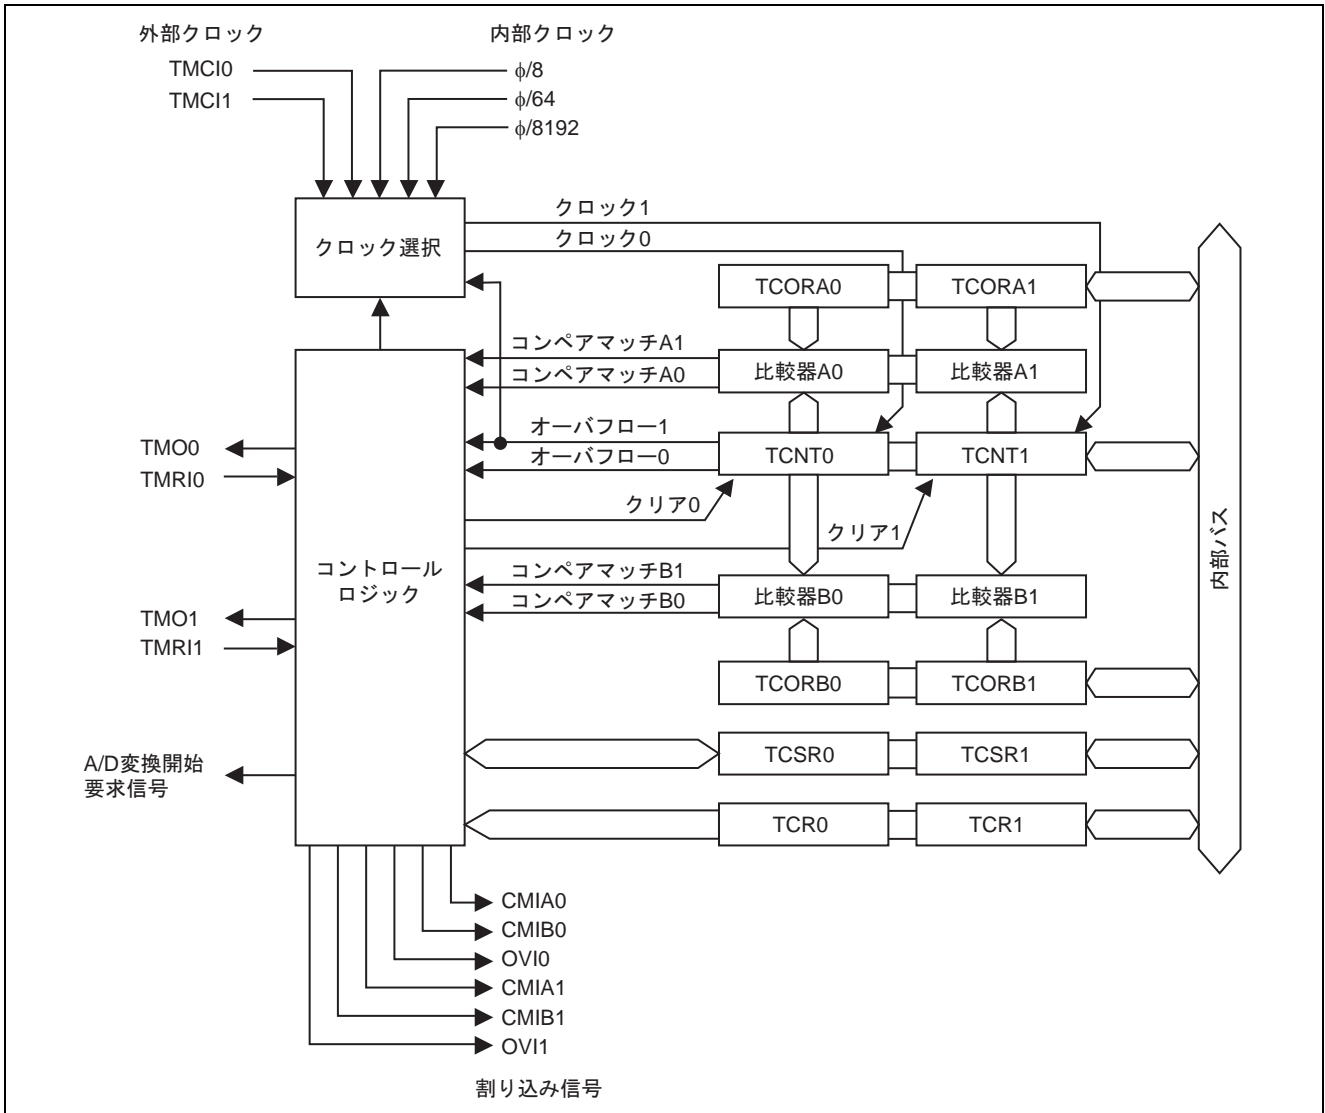 外部クロック
内部クロック
TMCI0
TMCI1
ϕ/8
ϕ/64
ϕ/8192
クロック1
クロック0
クロック選択
TCORA0
TCORA1
コンペアマッチA1
コンペアマッチA0
比較器A0
比較器A1
オーバフロー1
オーバフロー0
TCNT0
TCNT1
TMO0
TMRI0
クリア0
クリア1
コントロール
ロジック
内部バス
コンペアマッチB1
コンペアマッチB0
比較器B0
比較器B1
TMO1
TMRI1
TCORB0
TCORB1
A/D変換開始
要求信号
TCSR0
TCSR1
TCR0
TCR1
CMIA0
CMIB0
OVI0
CMIA1
CMIB1
OVI1
割り込み信号